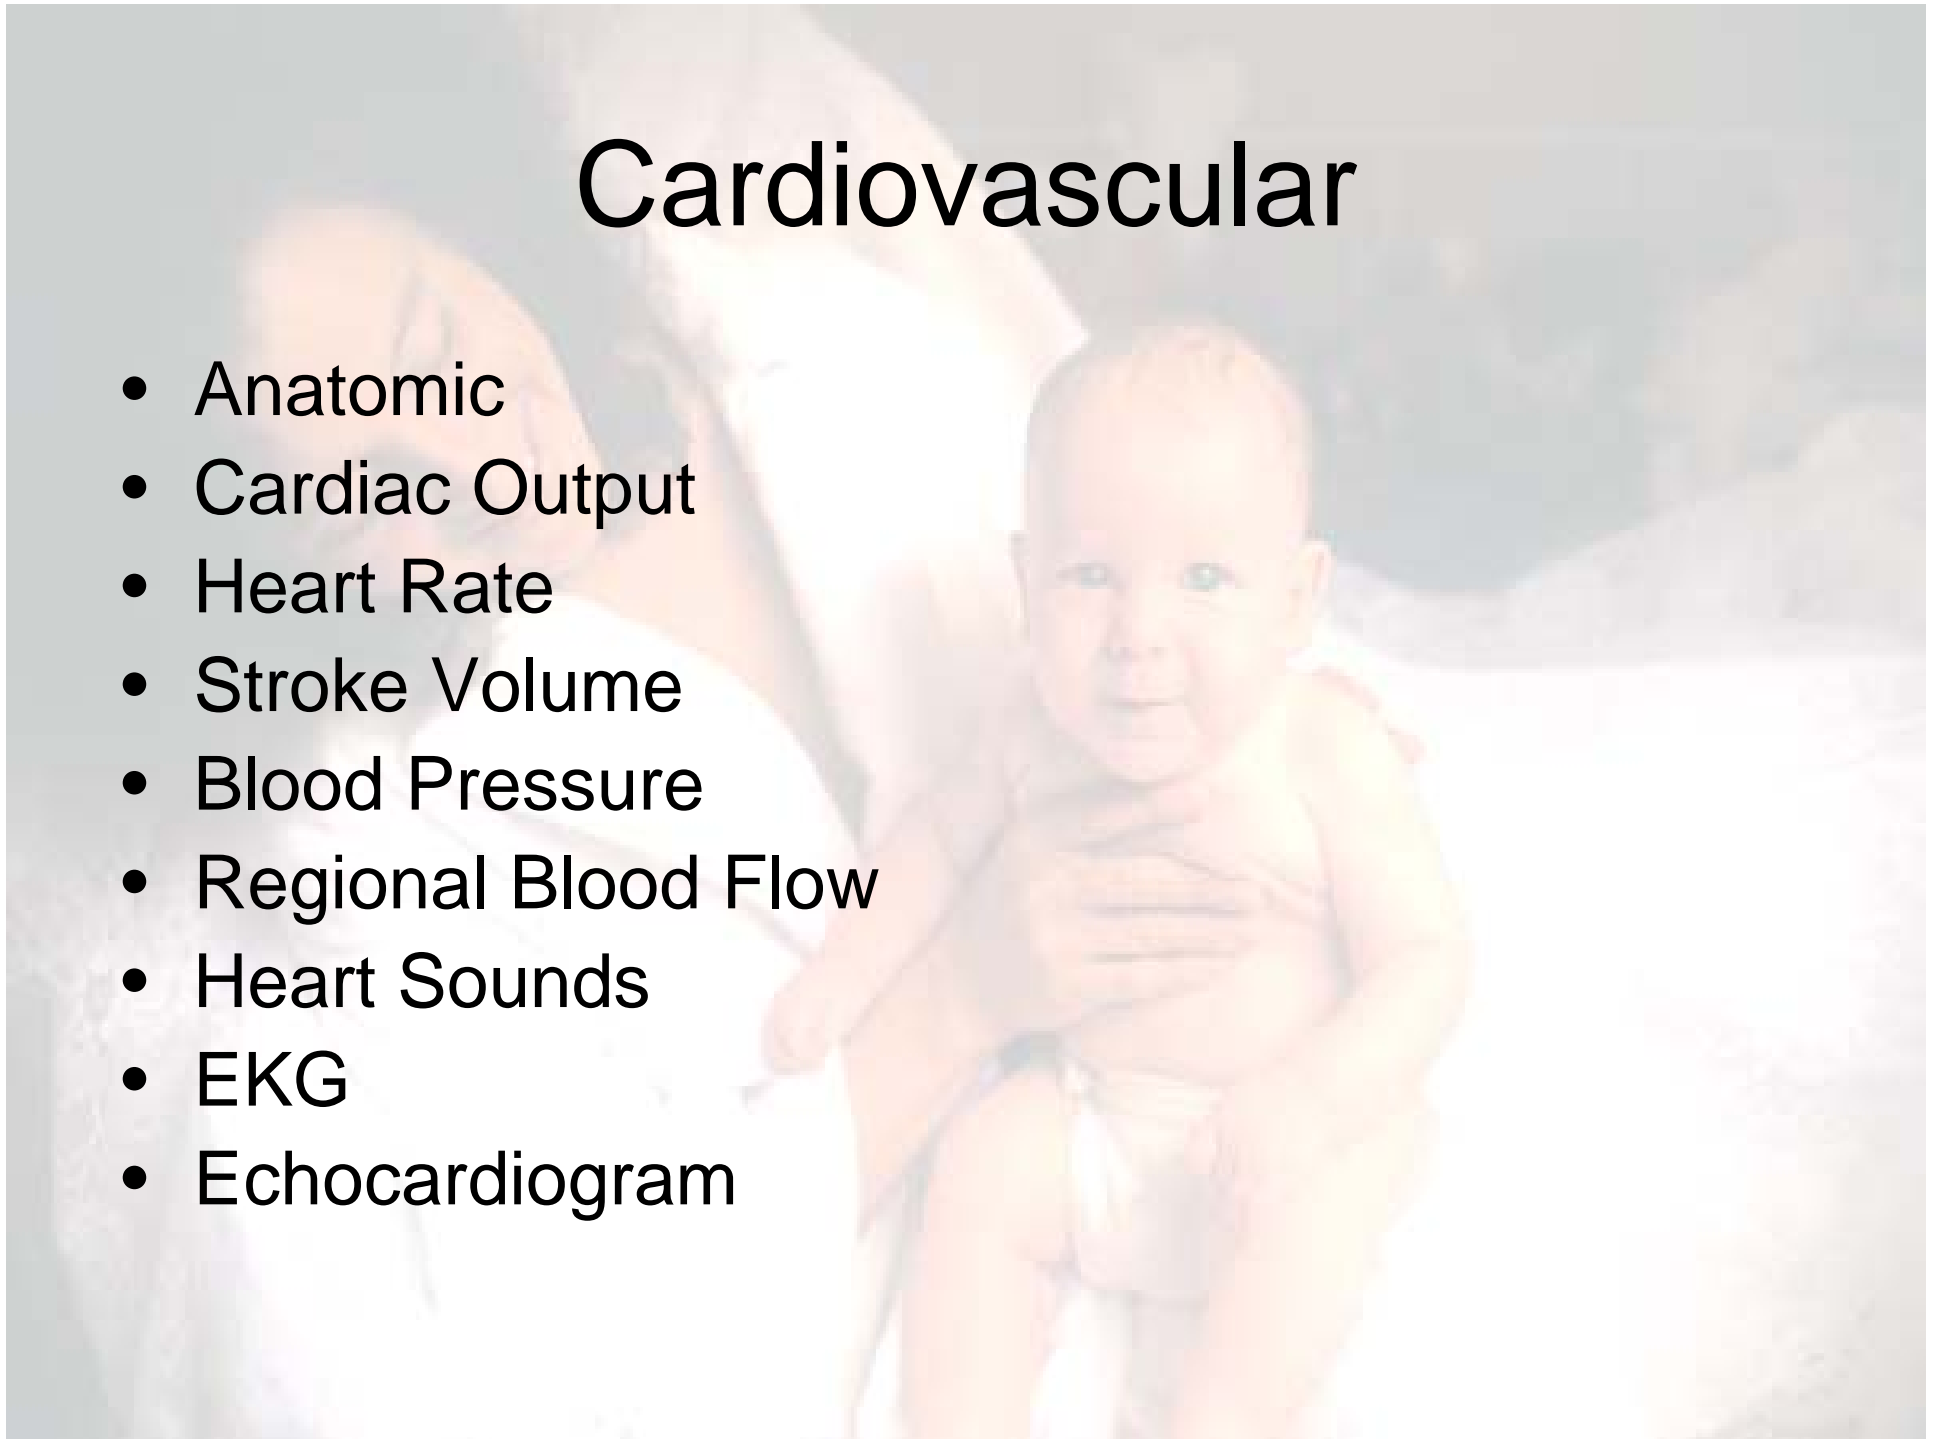 Cardiovascular
• Anatomic
• Cardiac Output
• Heart Rate
• Stroke Volume
• Blood Pressure
• Regional Blood Flow
• Heart Sounds
• EKG
• Echocardiogram